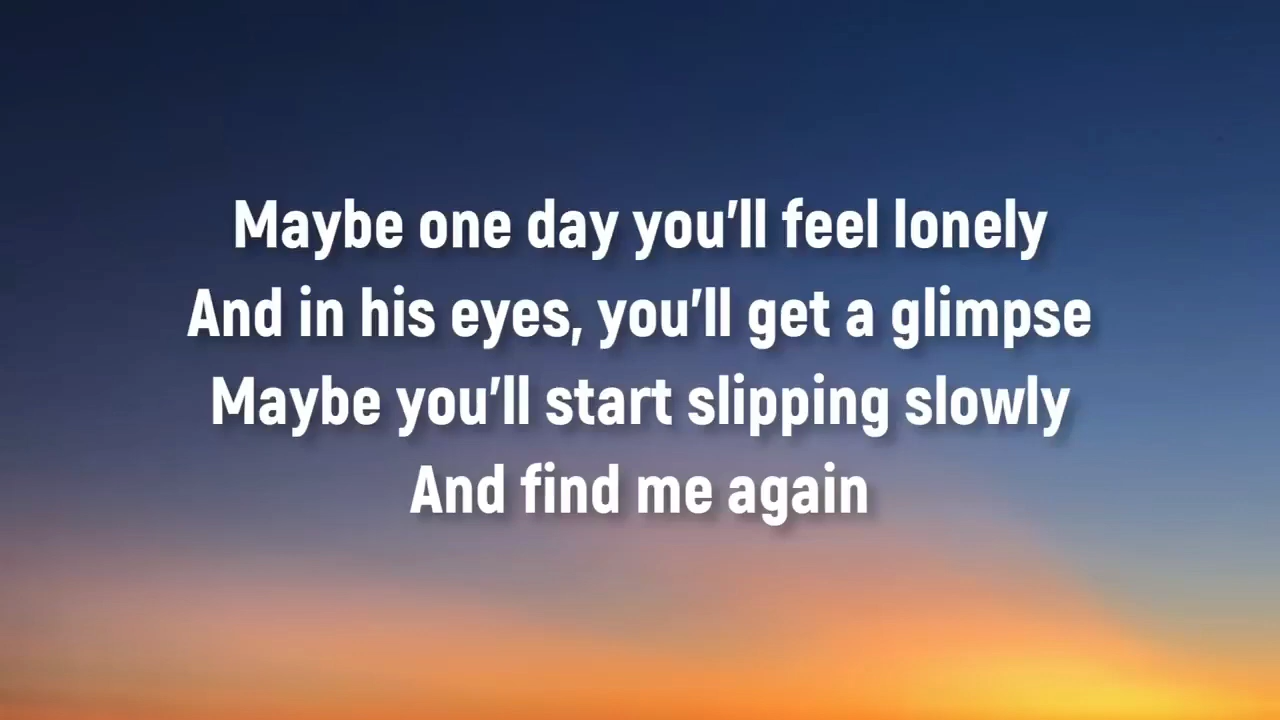 Maybe one day you’ll feel lonely
And in his eyes, you’ll get a glimpse
Maybe you’ll start slipping slowly
And find me again